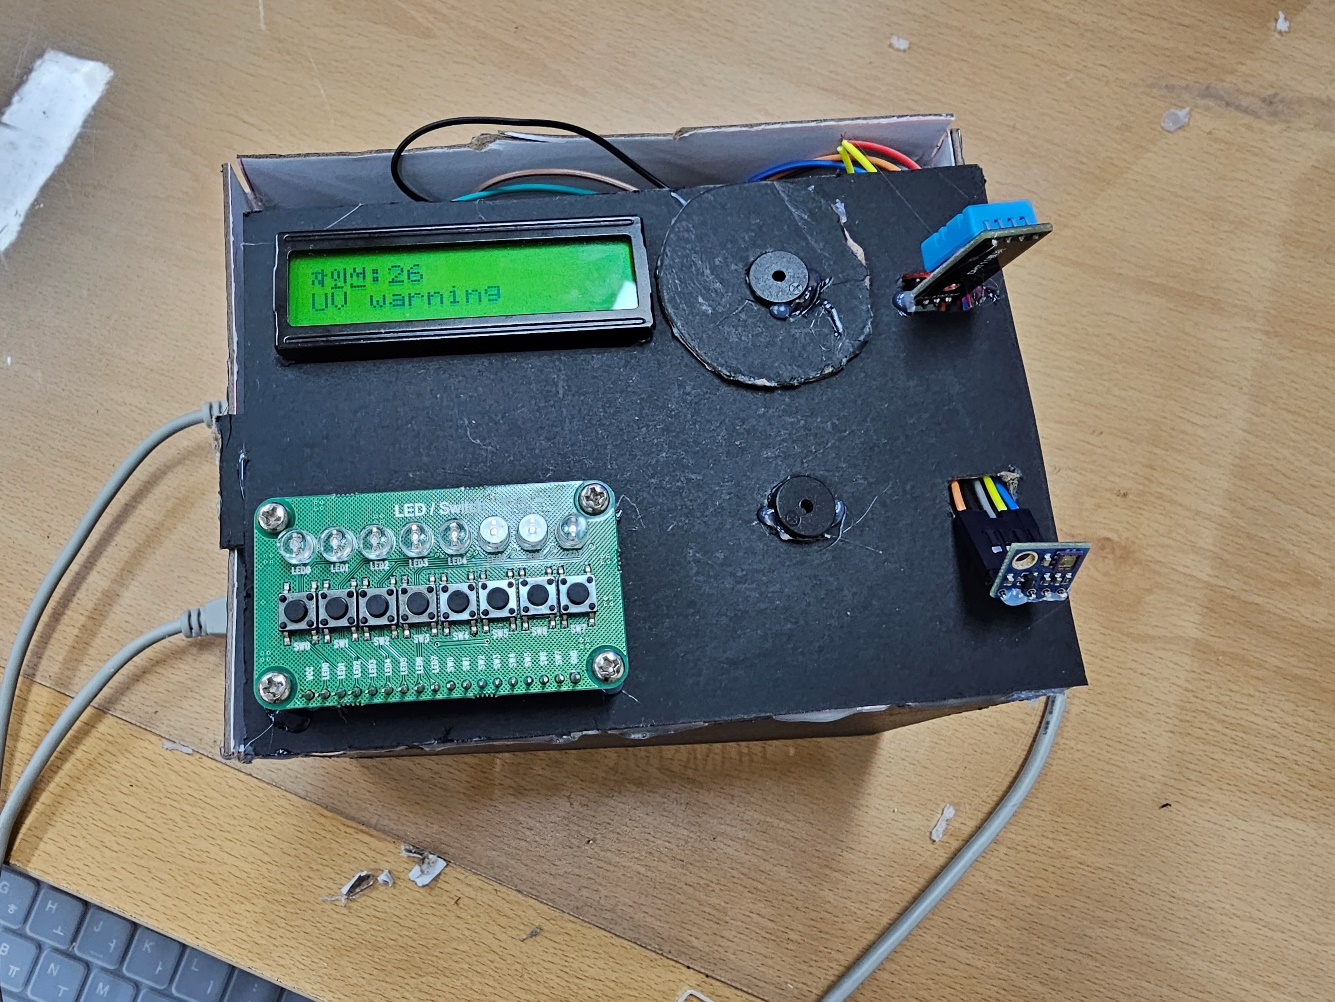 자외선:26
UV warning
LED / Swit
LED0 LED1 LED2 LED3 LED4
SW0 SW1 SW2 SW3 SW4 SW5 SW6 SW7
G ㅎ H ㅗ J ㅓ K ㅏ L ㅣ
B ㅠ N ㅜ M